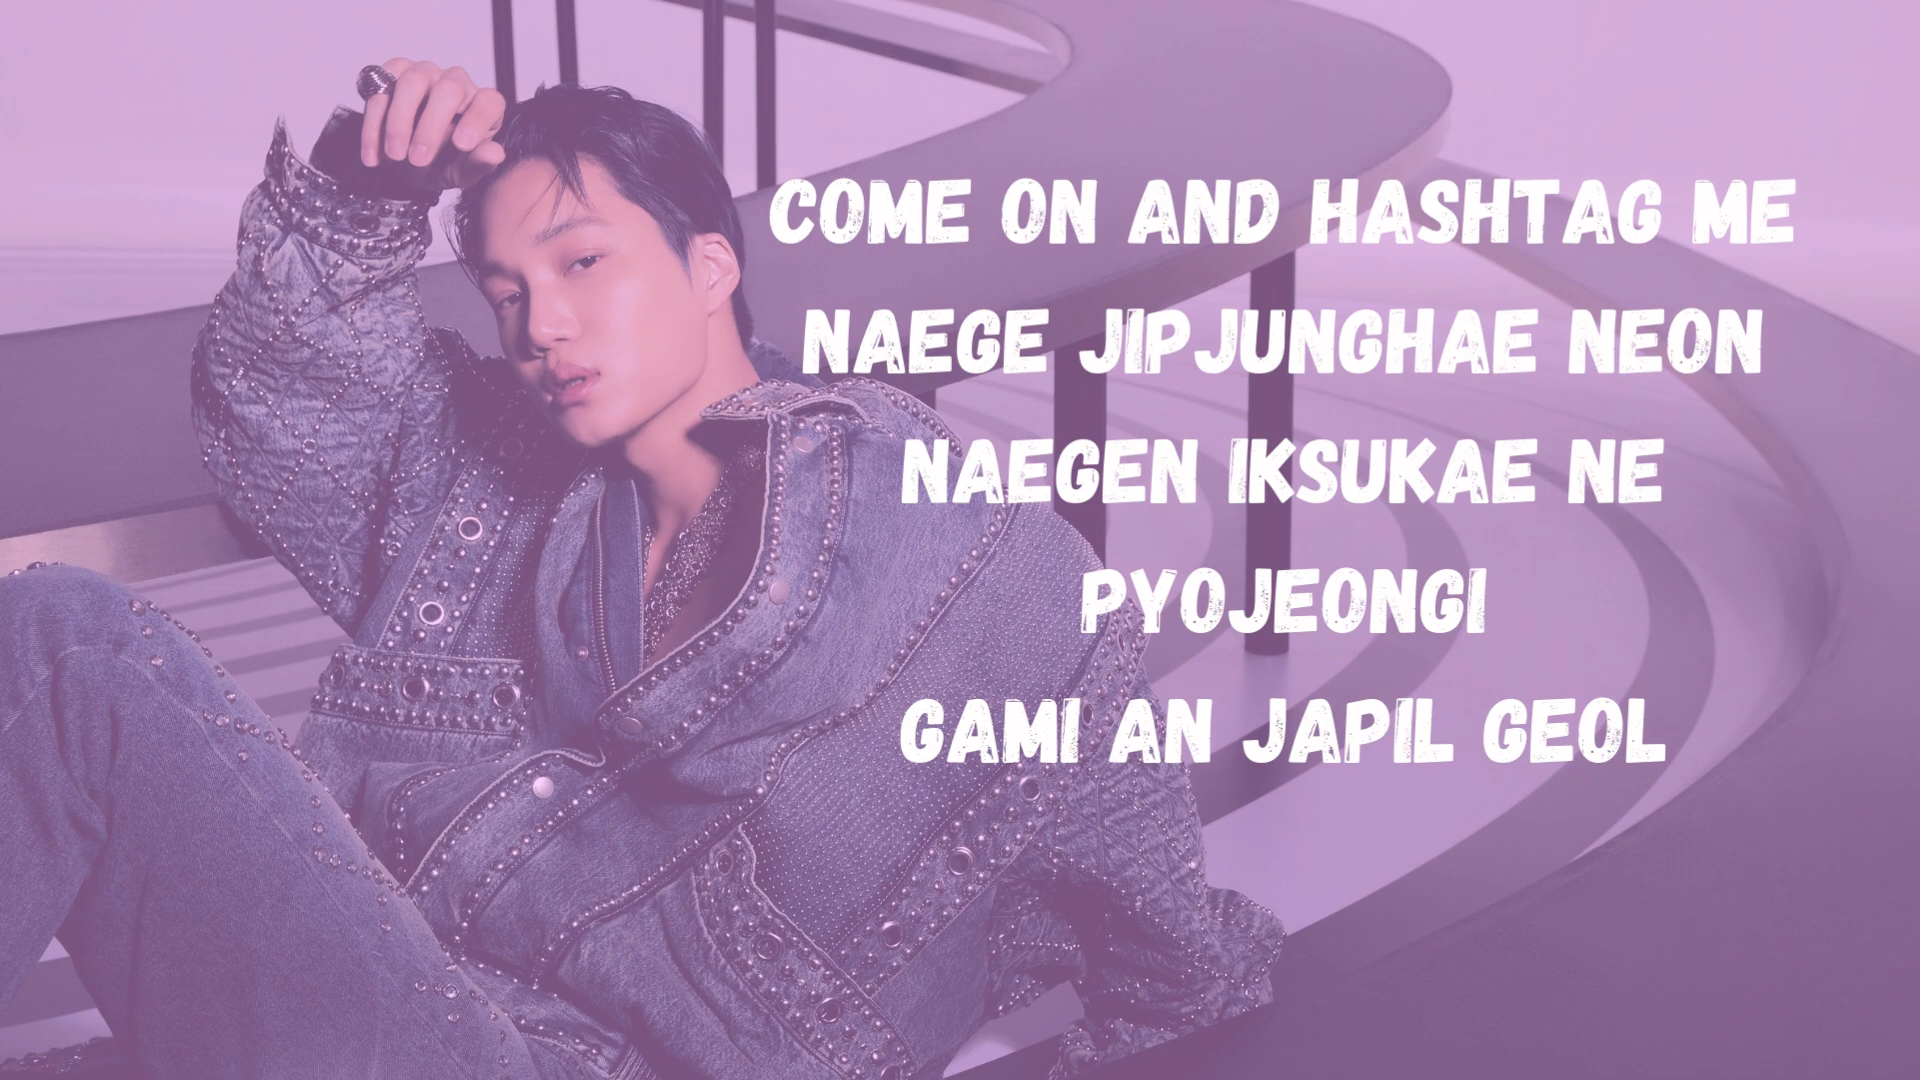 COME ON AND HASHTAG ME
NAEGE JIPJUNGHAE NEON
NAEGEN IKSUKAE NE
PYOJEONGI
GAMI AN JAPIL GEOL